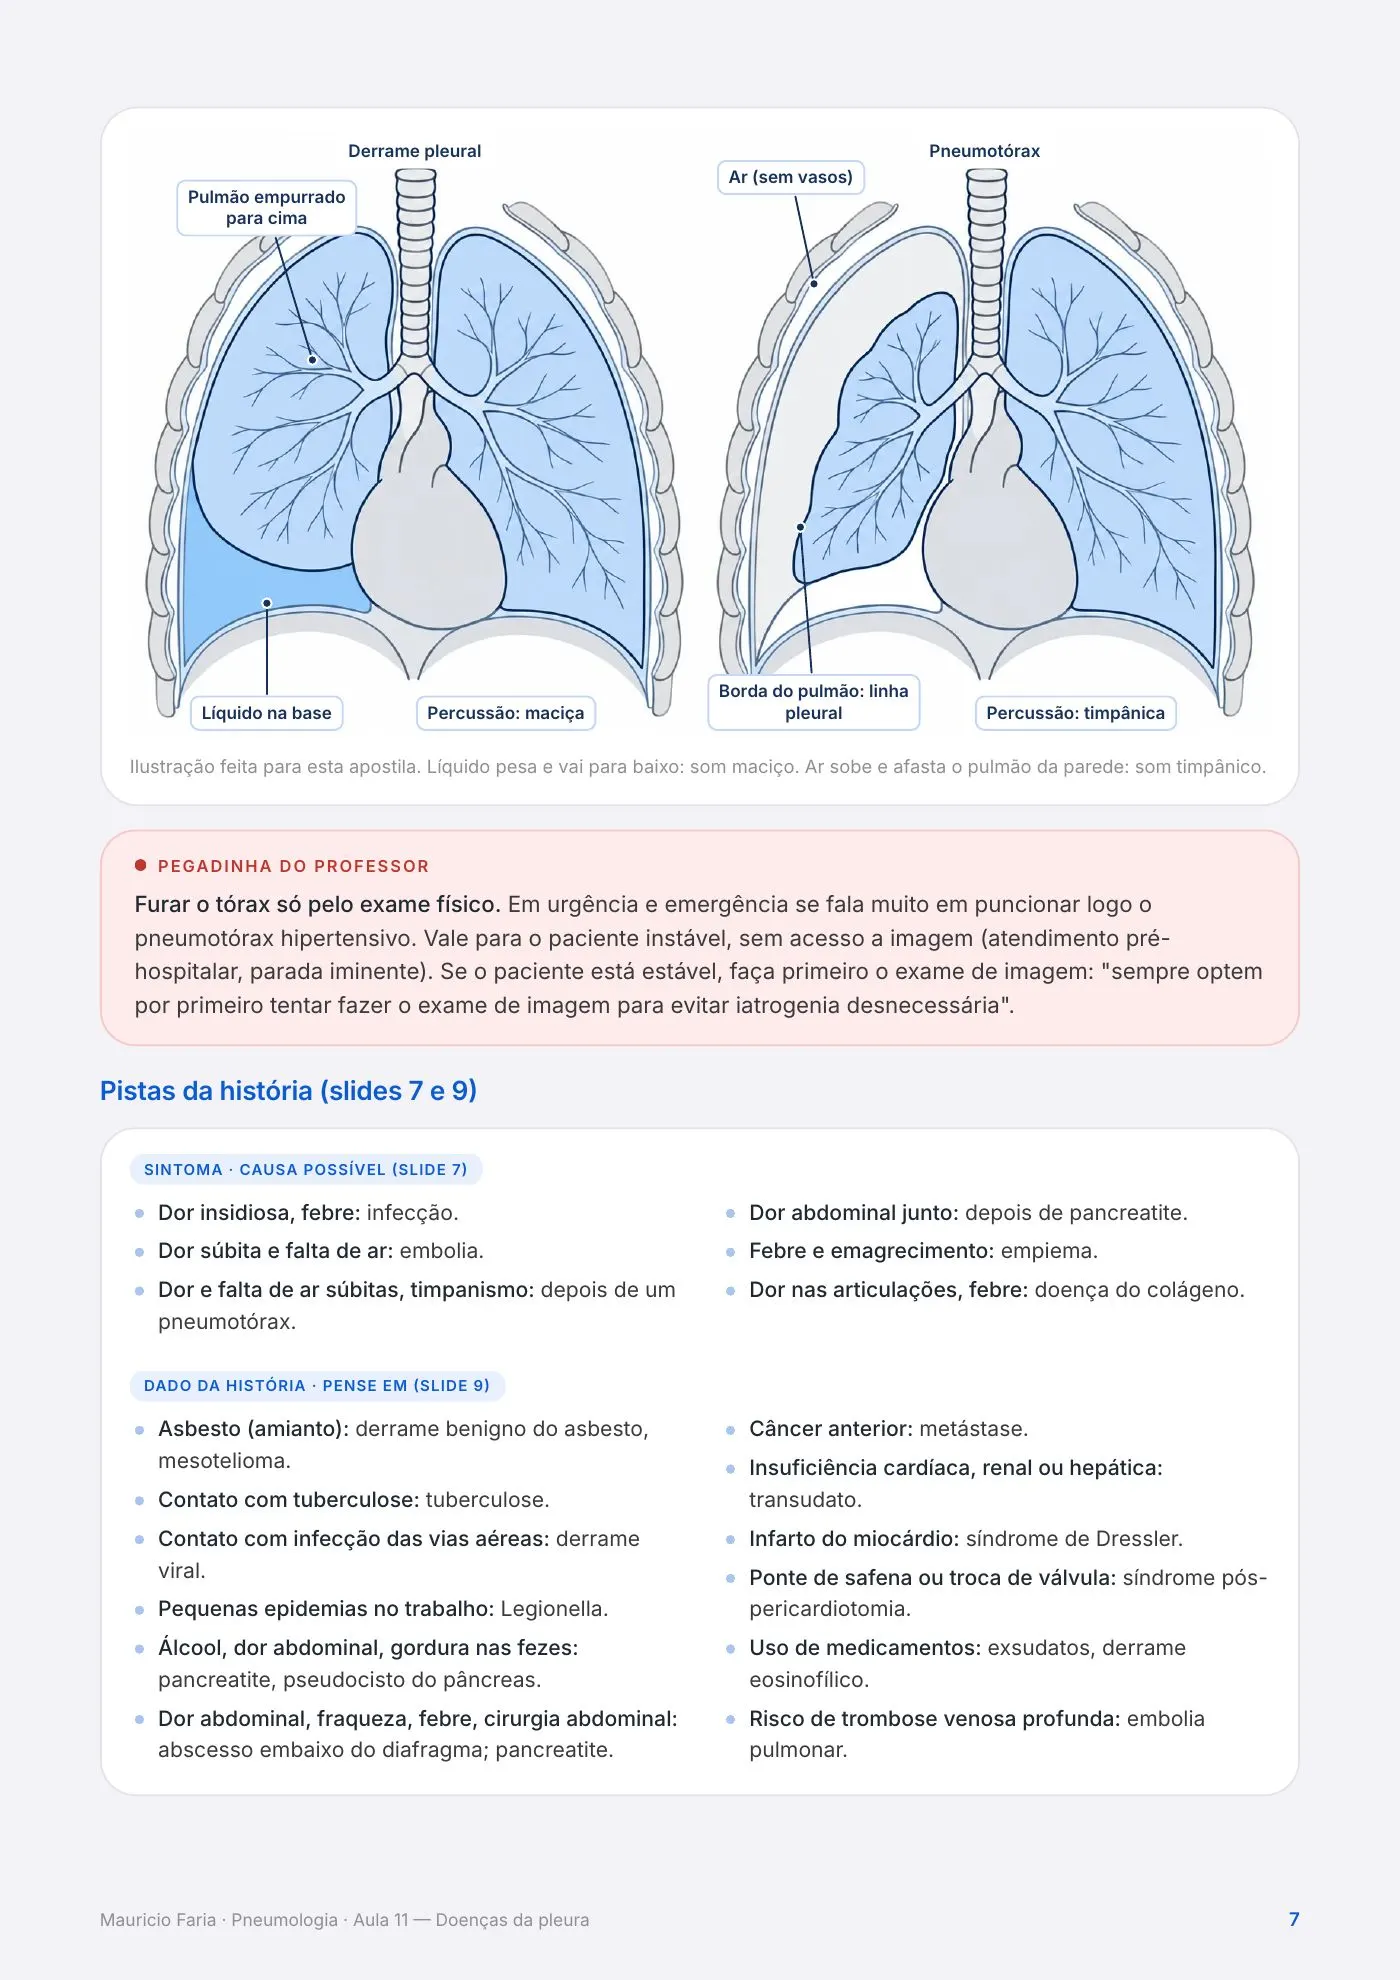 Derrame pleural
Pneumotórax
Pulmão empurrado
para cima
Ar (sem vasos)
Líquido na base
Percussão: maciça
Borda do pulmão: linha
pleural
Percussão: timpânica
Ilustração feita para esta apostila. Líquido pesa e vai para baixo: som maciço. Ar sobe e afasta o pulmão da parede: som timpânico.
PEGADINHA DO PROFESSOR
Furar o tórax só pelo exame físico. Em urgência e emergência se fala muito em puncionar logo o
pneumotórax hipertensivo. Vale para o paciente instável, sem acesso a imagem (atendimento pré-
hospitalar, parada iminente). Se o paciente está estável, faça primeiro o exame de imagem: "sempre optem
por primeiro tentar fazer o exame de imagem para evitar iatrogenia desnecessária".
Pistas da história (slides 7 e 9)
SINTOMA · CAUSA POSSÍVEL (SLIDE 7)
Dor insidiosa, febre: infecção.
Dor súbita e falta de ar: embolia.
Dor e falta de ar súbitas, timpanismo: depois de um
pneumotórax.
Dor abdominal junto: depois de pancreatite.
Febre e emagrecimento: empiema.
Dor nas articulações, febre: doença do colágeno.
DADO DA HISTÓRIA · PENSE EM (SLIDE 9)
Asbesto (amianto): derrame benigno do asbesto,
mesotelioma.
Contato com tuberculose: tuberculose.
Contato com infecção das vias aéreas: derrame
viral.
Pequenas epidemias no trabalho: Legionella.
Álcool, dor abdominal, gordura nas fezes:
pancreatite, pseudocisto do pâncreas.
Dor abdominal, fraqueza, febre, cirurgia abdominal:
abscesso embaixo do diafragma; pancreatite.
Câncer anterior: metástase.
Insuficiência cardíaca, renal ou hepática:
transudato.
Infarto do miocárdio: síndrome de Dressler.
Ponte de safena ou troca de válvula: síndrome pós-
pericardiotomia.
Uso de medicamentos: exsudatos, derrame
eosinofílico.
Risco de trombose venosa profunda: embolia
pulmonar.
Mauricio Faria · Pneumologia · Aula 11 — Doenças da pleura
7